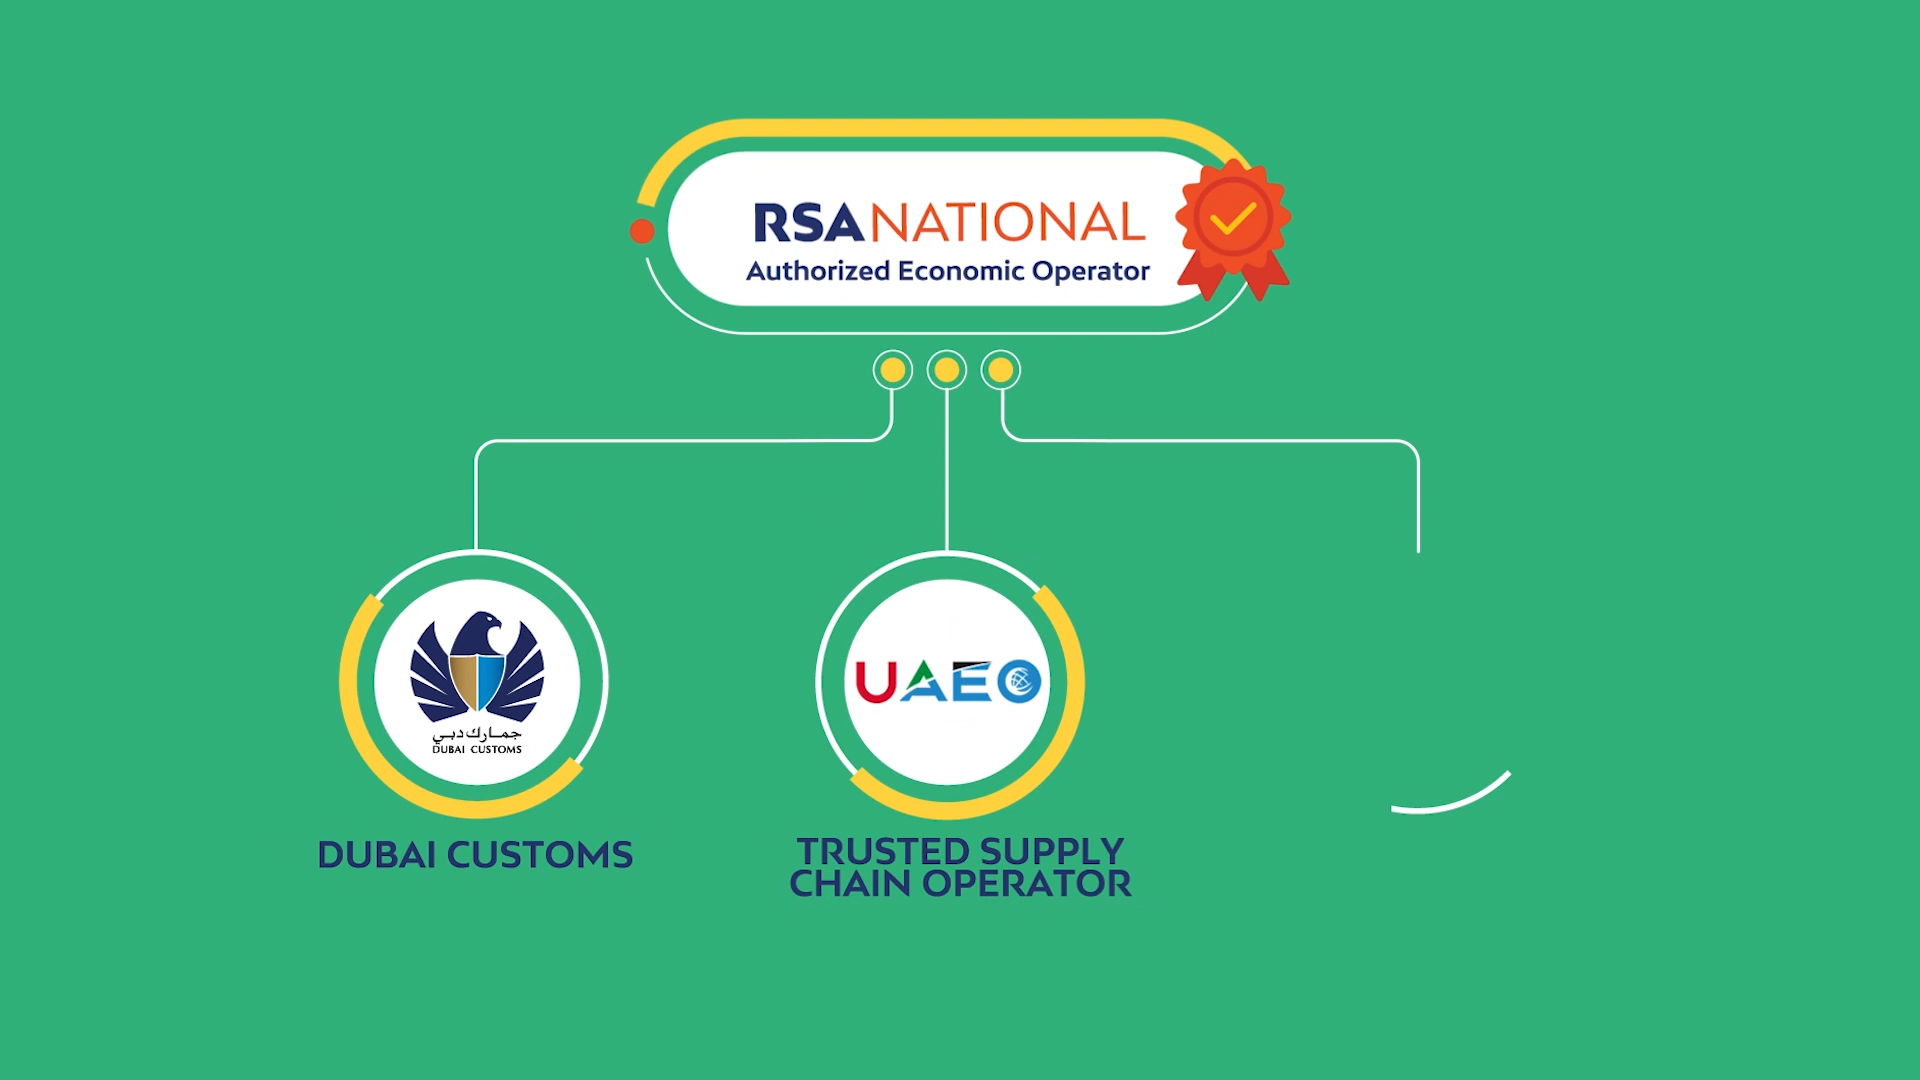 RSANATIONAL
Authorized Economic Operator
جمارك دبي
DUBAI CUSTOMS
UAEO
DUBAI CUSTOMS
TRUSTED SUPPLY
CHAIN OPERATOR